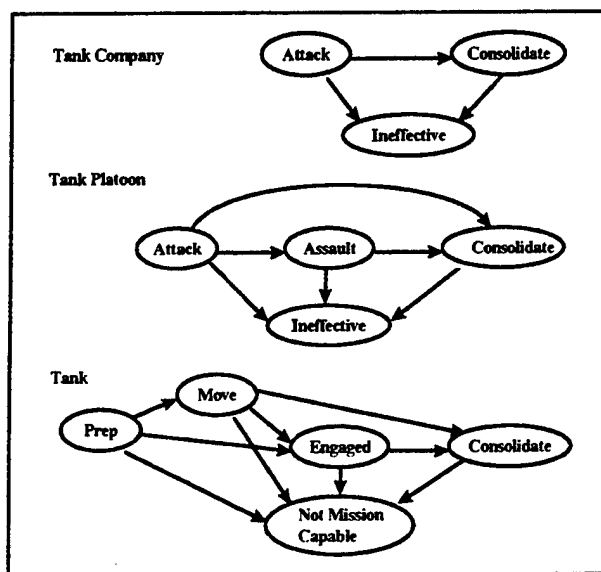 Tank Company
Attack
Consolidate
Ineffective
Tank Platoon
Attack
Assault
Consolidate
Ineffective
Tank
Move
Prep
Engaged
Consolidate
Not Mission
Capable